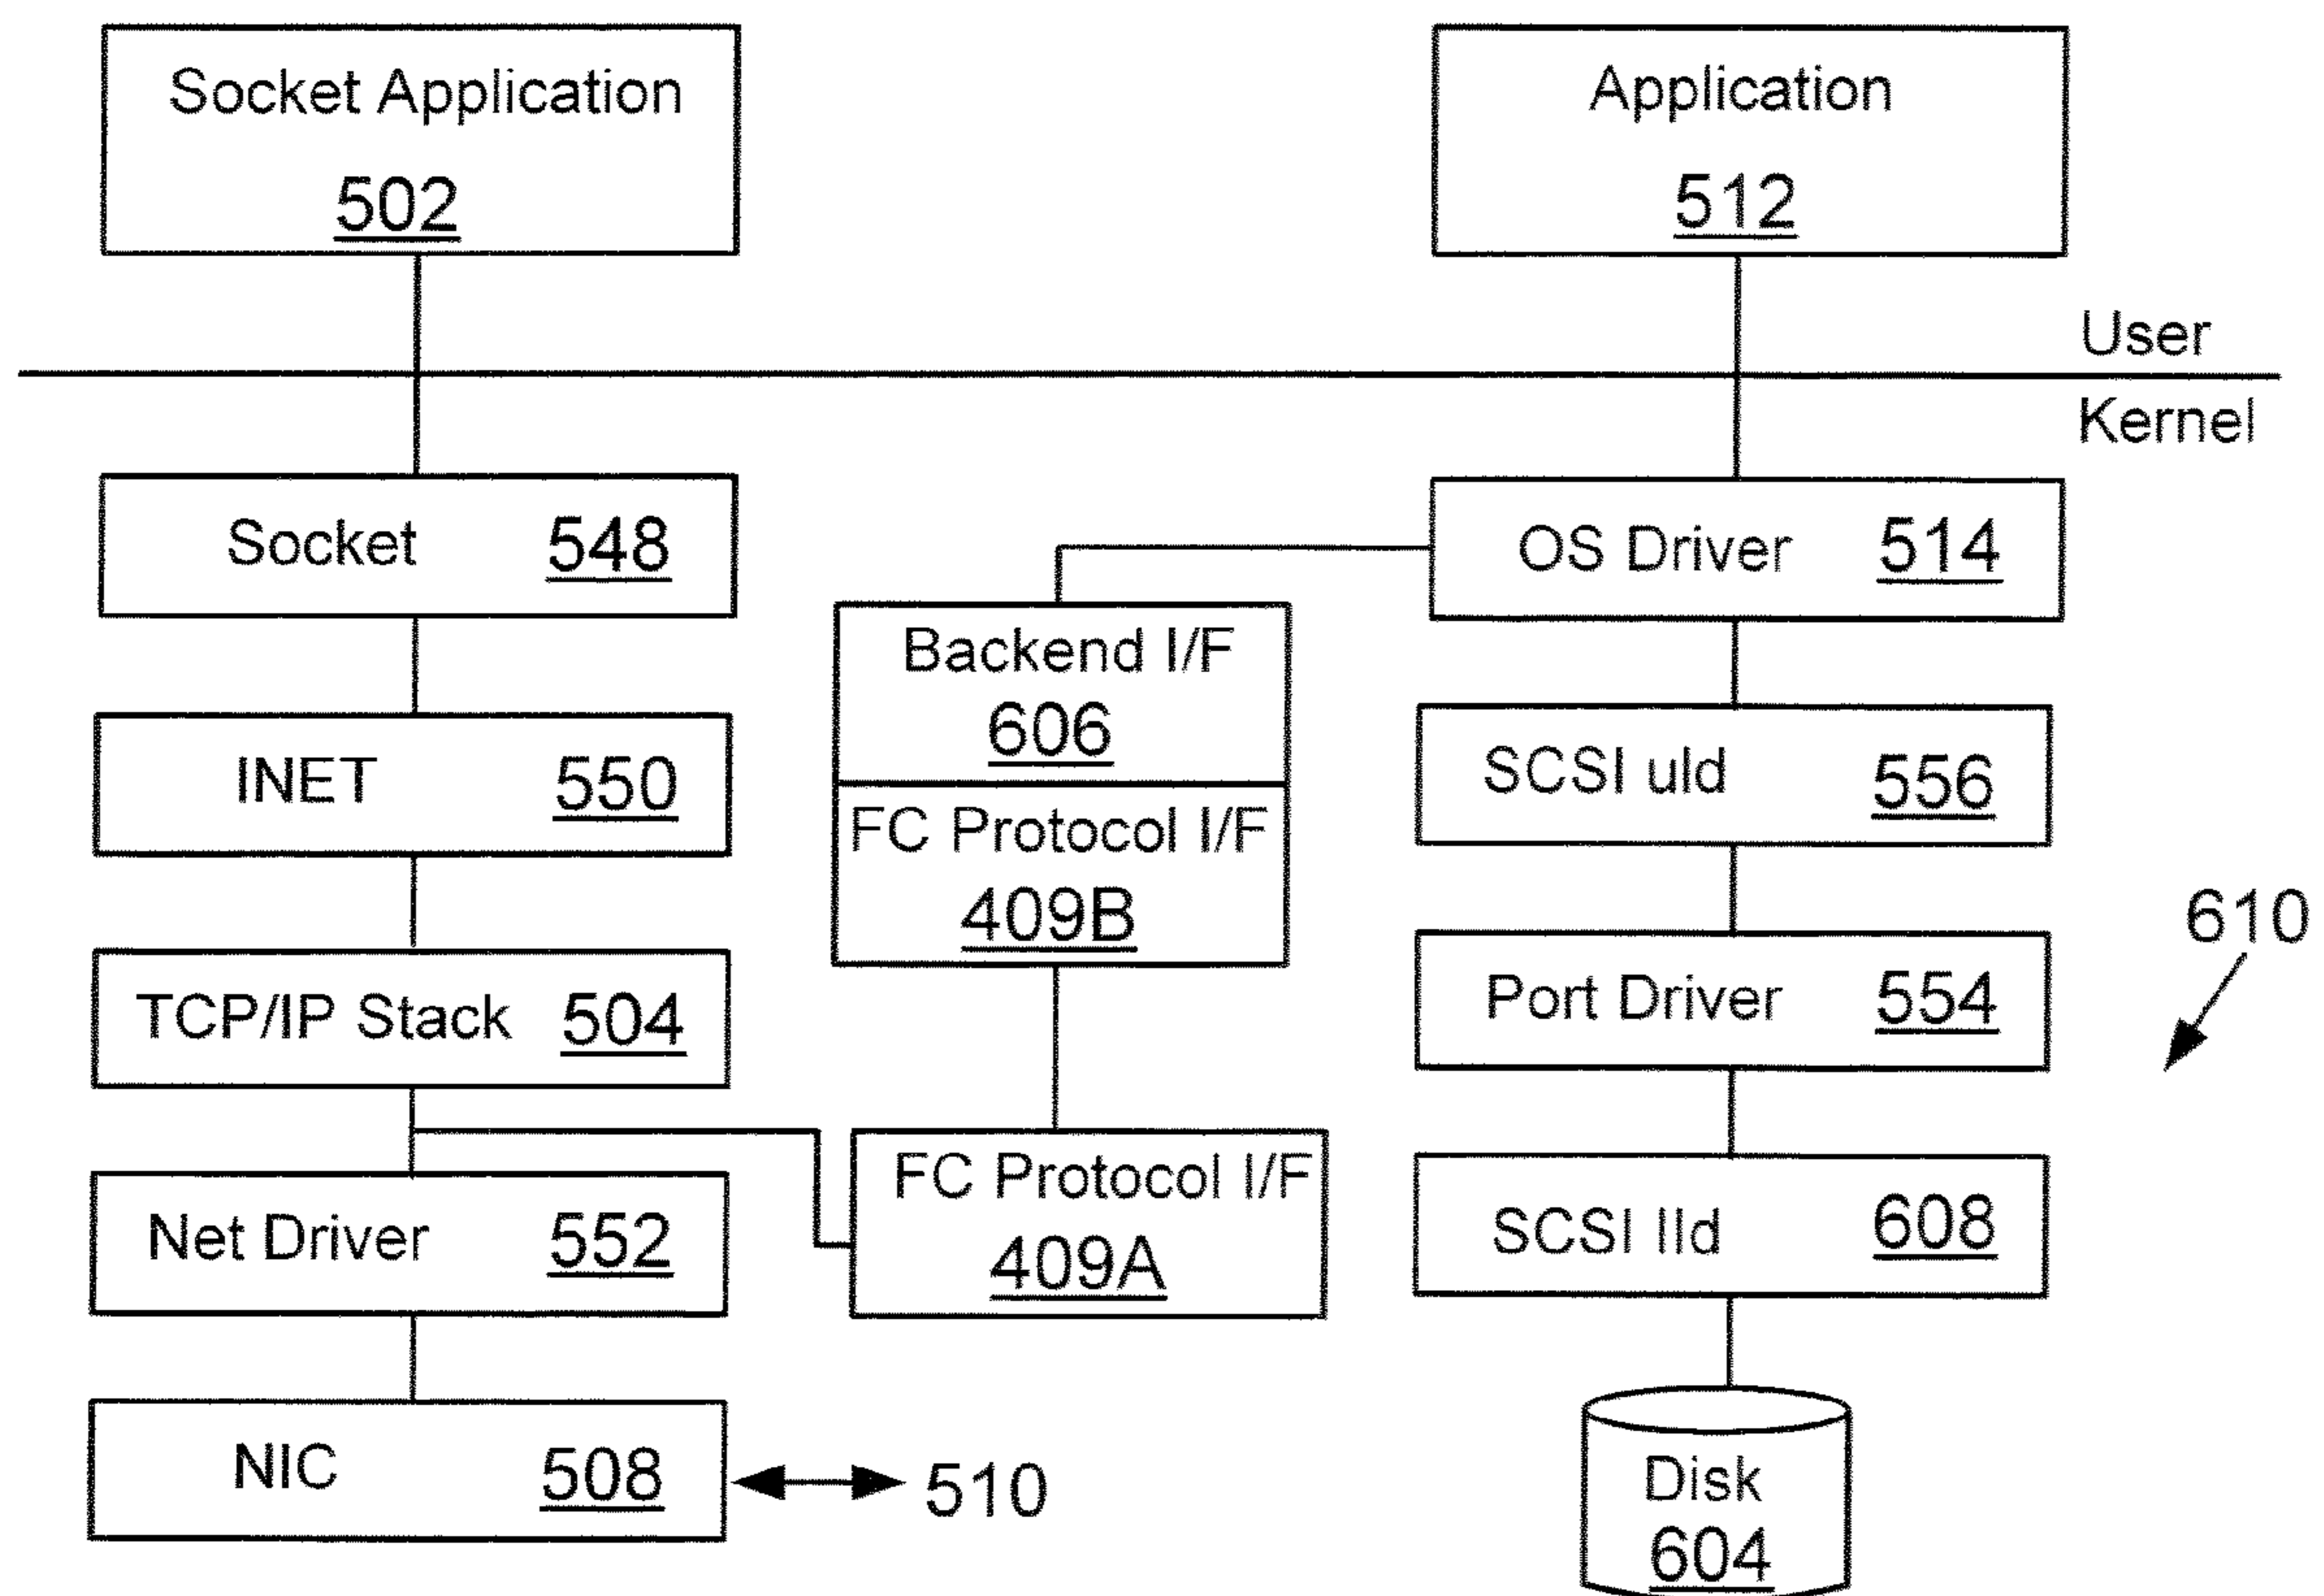 Socket Application
502
Application
512
User
Kernel
Socket 548
OS Driver 514
Backend I/F
606
INET 550
SCSI uld 556
FC Protocol I/F
409B
610
TCP/IP Stack 504
Port Driver 554
FC Protocol I/F
409A
Net Driver 552
SCSI lld 608
NIC 508
510
Disk
604